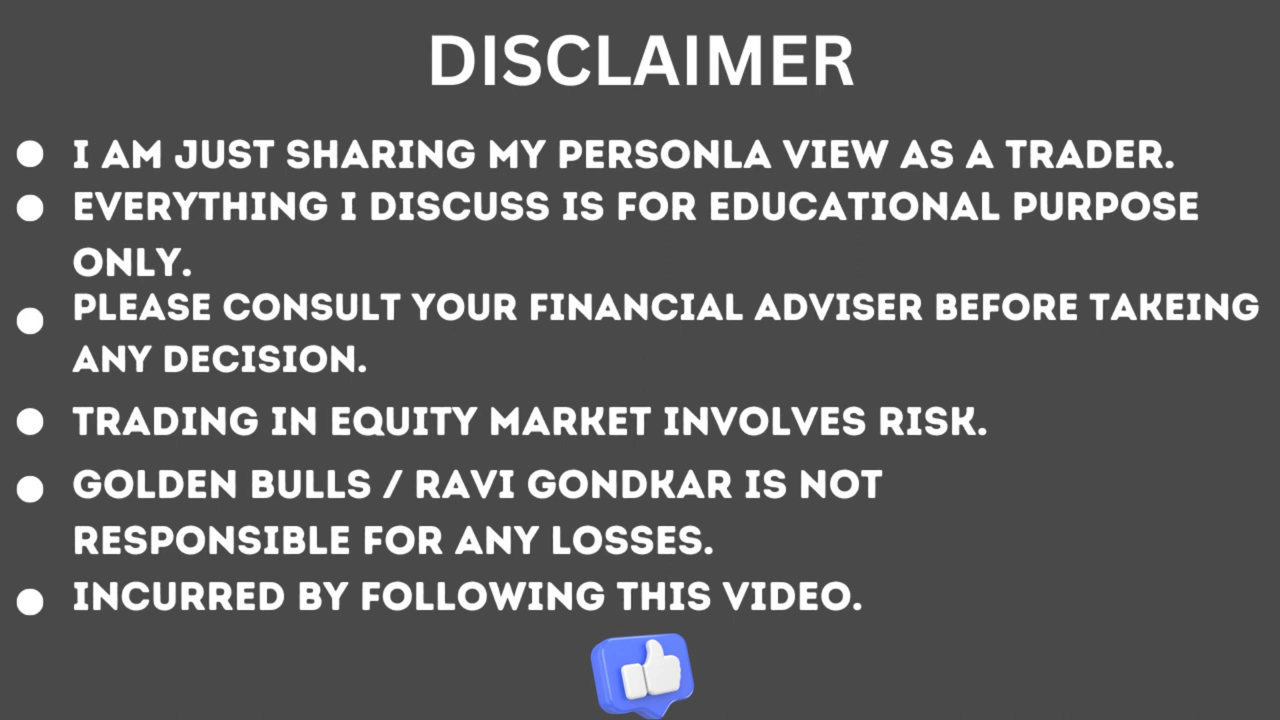 DISCLAIMER
I AM JUST SHARING MY PERSONLA VIEW AS A TRADER.
EVERYTHING I DISCUSS IS FOR EDUCATIONAL PURPOSE
ONLY.
PLEASE CONSULT YOUR FINANCIAL ADVISER BEFORE TAKEING
ANY DECISION.
TRADING IN EQUITY MARKET INVOLVES RISK.
GOLDEN BULLS / RAVI GONDKAR IS NOT
RESPONSIBLE FOR ANY LOSSES.
INCURRED BY FOLLOWING THIS VIDEO.